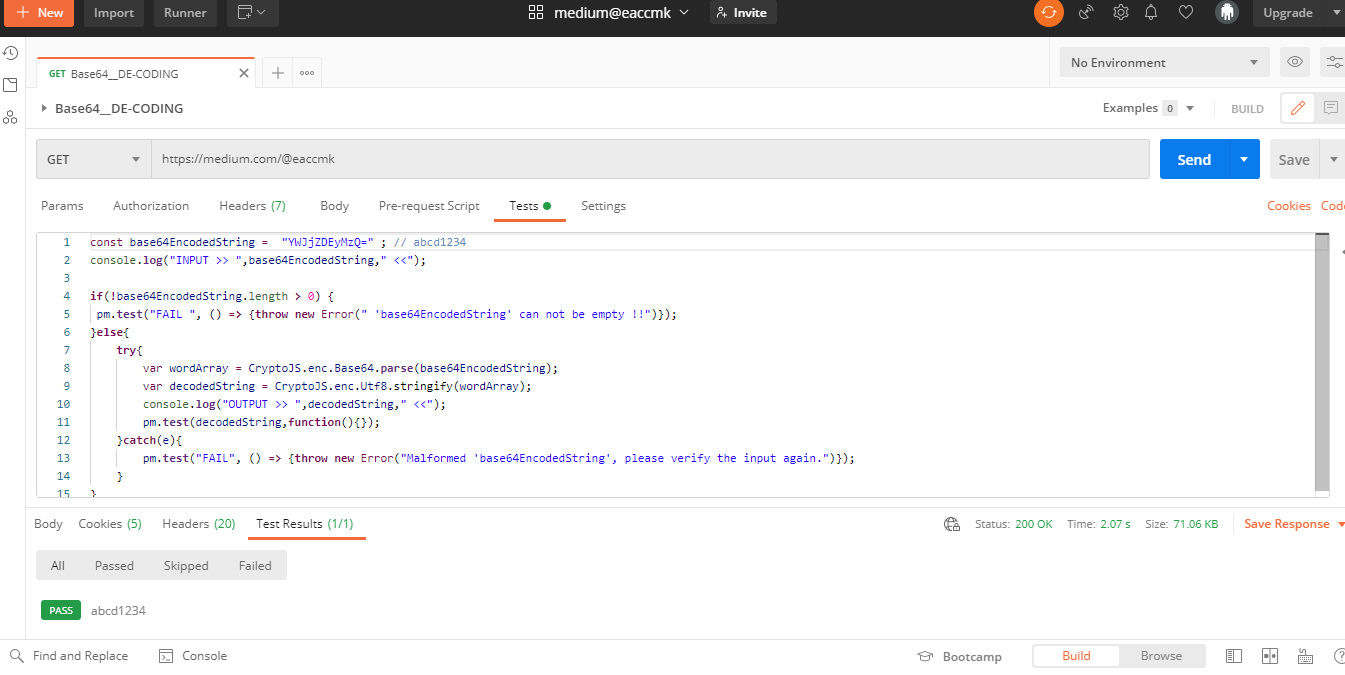 + New Import Runner medium@eaccmk Invite Upgrade
GET Base64__DE-CODING No Environment
Base64__DE-CODING Examples 0 BUILD
GET https://medium.com/@eaccmk Send Save
Params Authorization Headers (7) Body Pre-request Script Tests Settings Cookies Code
1 const base64EncodedString =  "YWJjZDEyMzQ=" ; // abcd1234
2 console.log("INPUT >> ",base64EncodedString," <<");
3
4 if(!base64EncodedString.length > 0) {
5 pm.test("FAIL ", () => {throw new Error(" 'base64EncodedString' can not be empty !!")});
6 }else{
7 try{
8 var wordArray = CryptoJS.enc.Base64.parse(base64EncodedString);
9 var decodedString = CryptoJS.enc.Utf8.stringify(wordArray);
10 console.log("OUTPUT >> ",decodedString," <<");
11 pm.test(decodedString,function(){});
12 }catch(e){
13 pm.test("FAIL", () => {throw new Error("Malformed 'base64EncodedString', please verify the input again.")});
14 }
15 }
Body Cookies (5) Headers (20) Test Results (1/1) Status: 200 OK Time: 2.07 s Size: 71.06 KB Save Response
All Passed Skipped Failed
PASS abcd1234
Find and Replace Console Bootcamp Build Browse